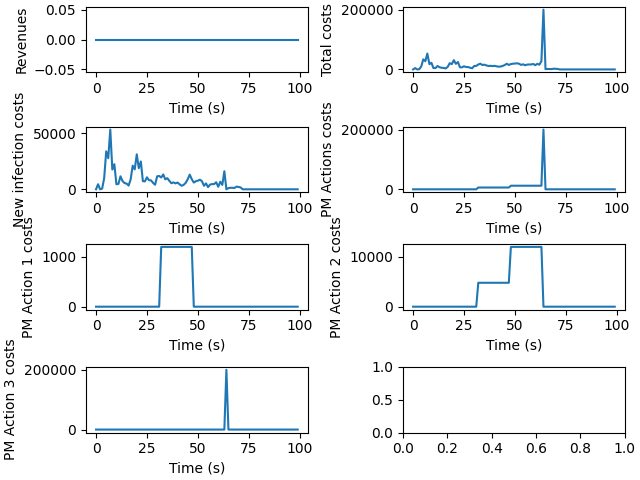 Revenues
0.05
0.00
−0.05
0 25 50 75 100
Time (s)
Total costs
200000
0
0 25 50 75 100
Time (s)
New infection costs
50000
0
0 25 50 75 100
Time (s)
PM Actions costs
200000
0
0 25 50 75 100
Time (s)
PM Action 1 costs
1000
0
0 25 50 75 100
Time (s)
PM Action 2 costs
10000
0
0 25 50 75 100
Time (s)
PM Action 3 costs
200000
0
0 25 50 75 100
Time (s)
1.0
0.5
0.0
0.0 0.2 0.4 0.6 0.8 1.0